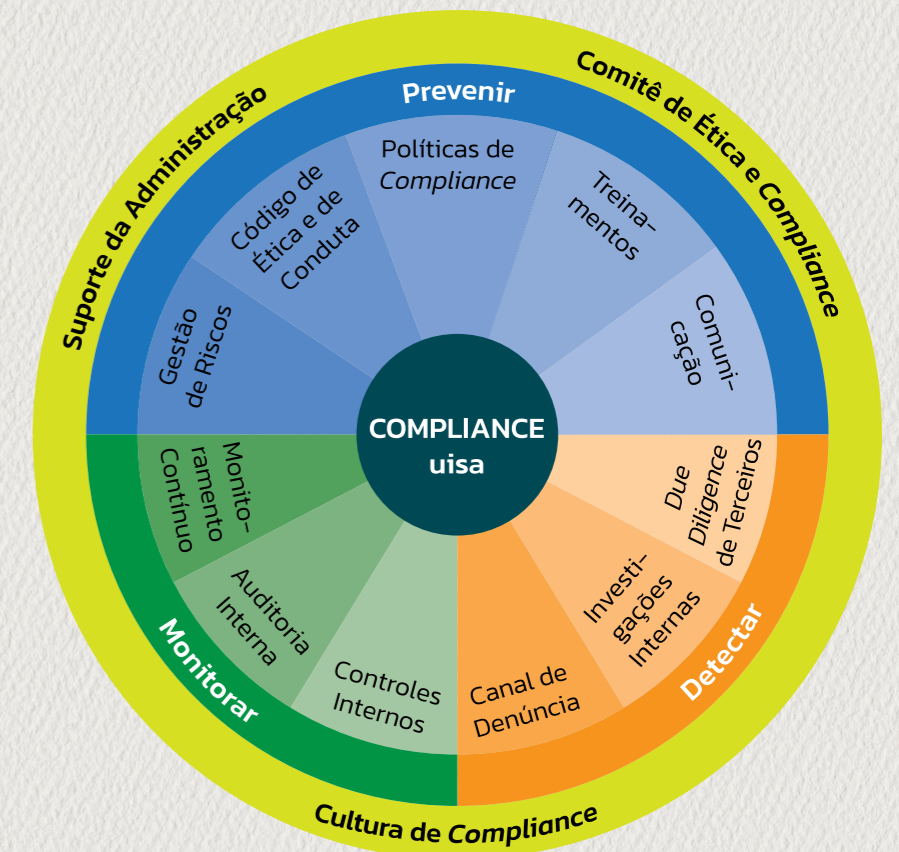 Suporte da Administração
Comitê de Ética e Compliance
Prevenir
Gestão
de Riscos
Código de
Ética e de
Conduta
Políticas de
Compliance
Treina-
mentos
Comuni-
cação
COMPLIANCE
uisa
Due
Diligence
de Terceiros
Investi-
gações
Internas
Canal de
Denúncia
Detectar
Controles
Internos
Auditoria
Interna
Monito-
ramento
Contínuo
Monitorar
Cultura de Compliance